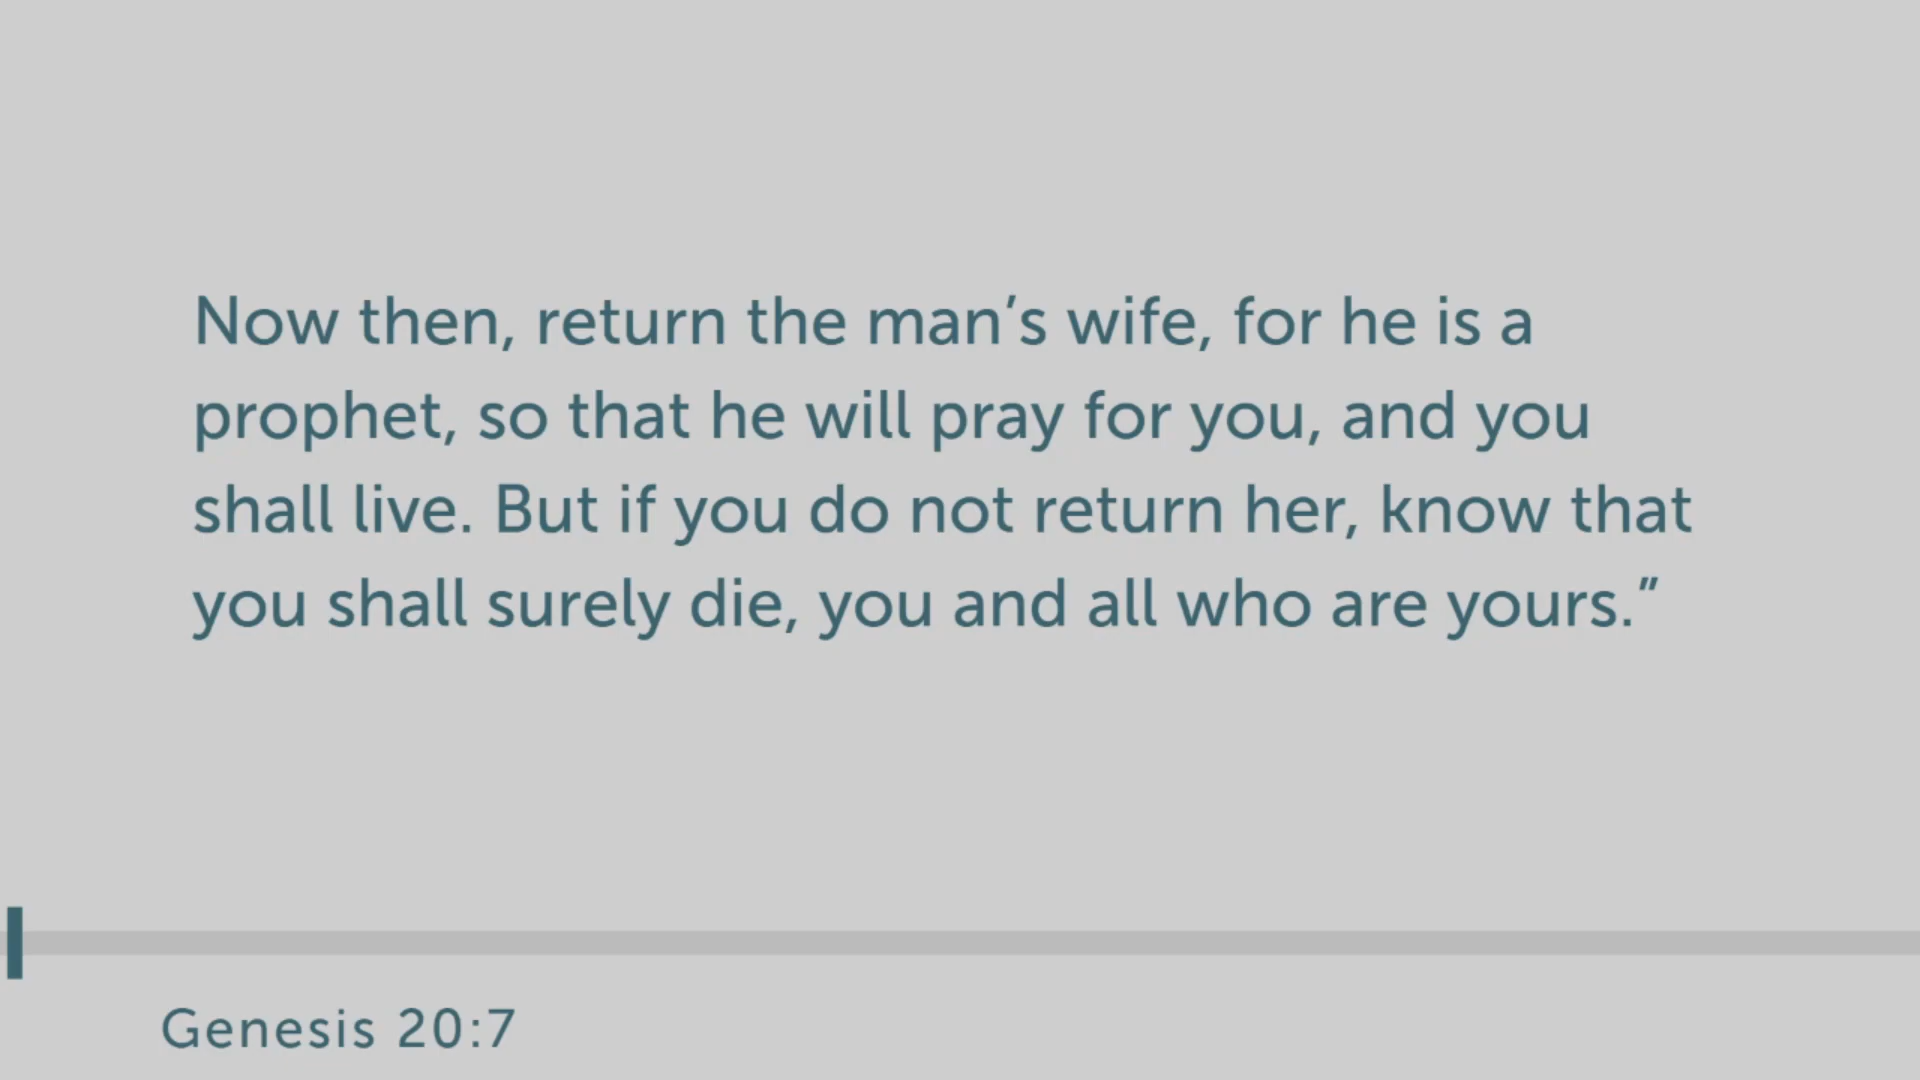 Now then, return the man’s wife, for he is a
prophet, so that he will pray for you, and you
shall live. But if you do not return her, know that
you shall surely die, you and all who are yours.”
Genesis 20:7